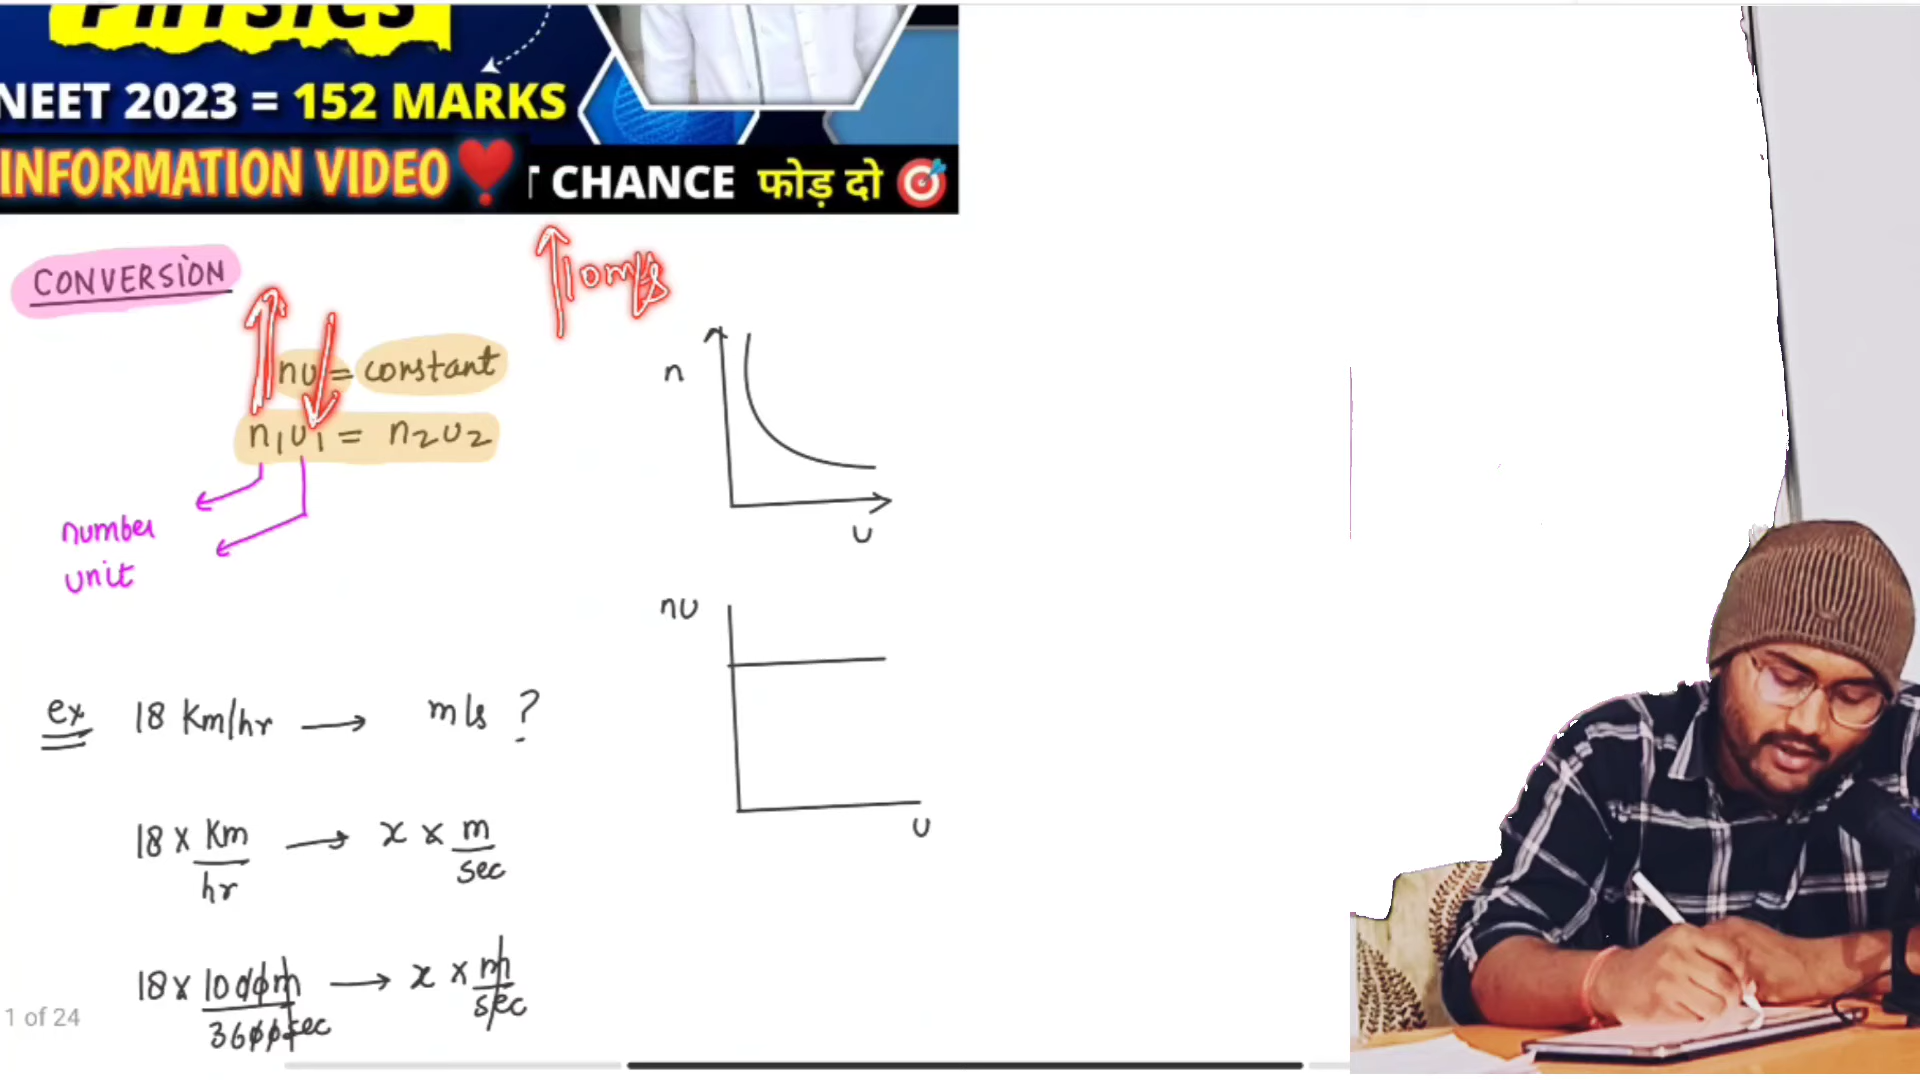 PHYSICS
NEET 2023 = 152 MARKS
INFORMATION VIDEO
T CHANCE फोड़ दो
CONVERSION
10m/s
nu = constant
n₁u₁ = n₂u₂
number
unit
n
u
nu
u
ex 18 Km/hr → m/s ?
18 x Km/hr → x x m/sec
18 x 1000m/3600sec → x x m/sec
1 of 24